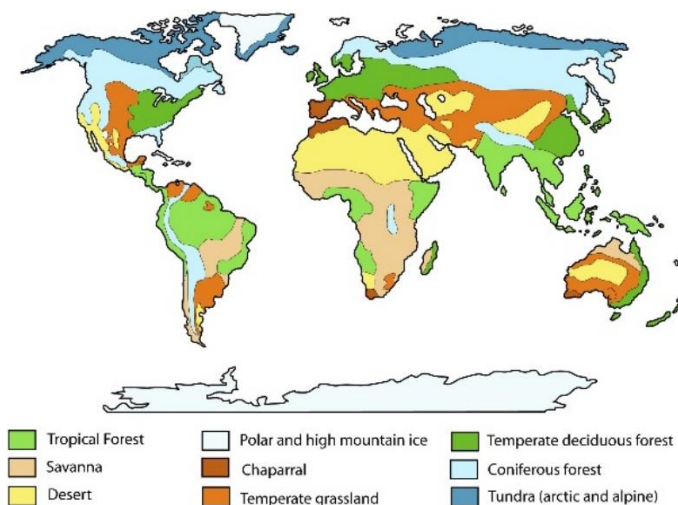 Tropical Forest
Savanna
Desert
Polar and high mountain ice
Chaparral
Temperate grassland
Temperate deciduous forest
Coniferous forest
Tundra (arctic and alpine)